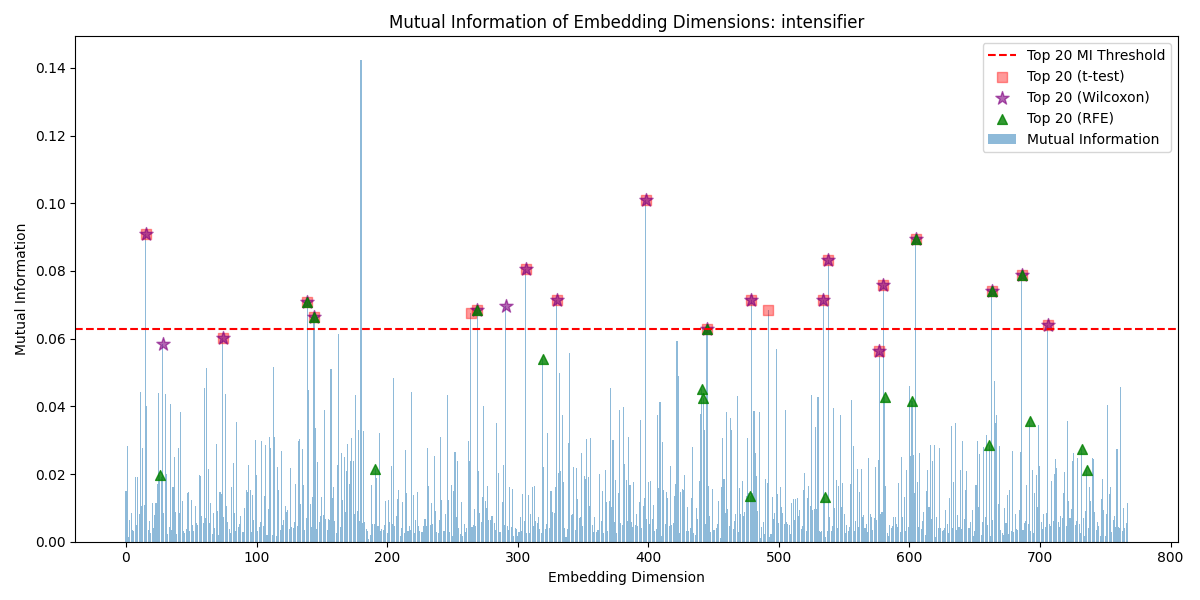 Mutual Information of Embedding Dimensions: intensifier
Top 20 MI Threshold
Top 20 (t-test)
Top 20 (Wilcoxon)
Top 20 (RFE)
Mutual Information
Mutual Information
0.14
0.12
0.10
0.08
0.06
0.04
0.02
0.00
0 100 200 300 400 500 600 700 800
Embedding Dimension